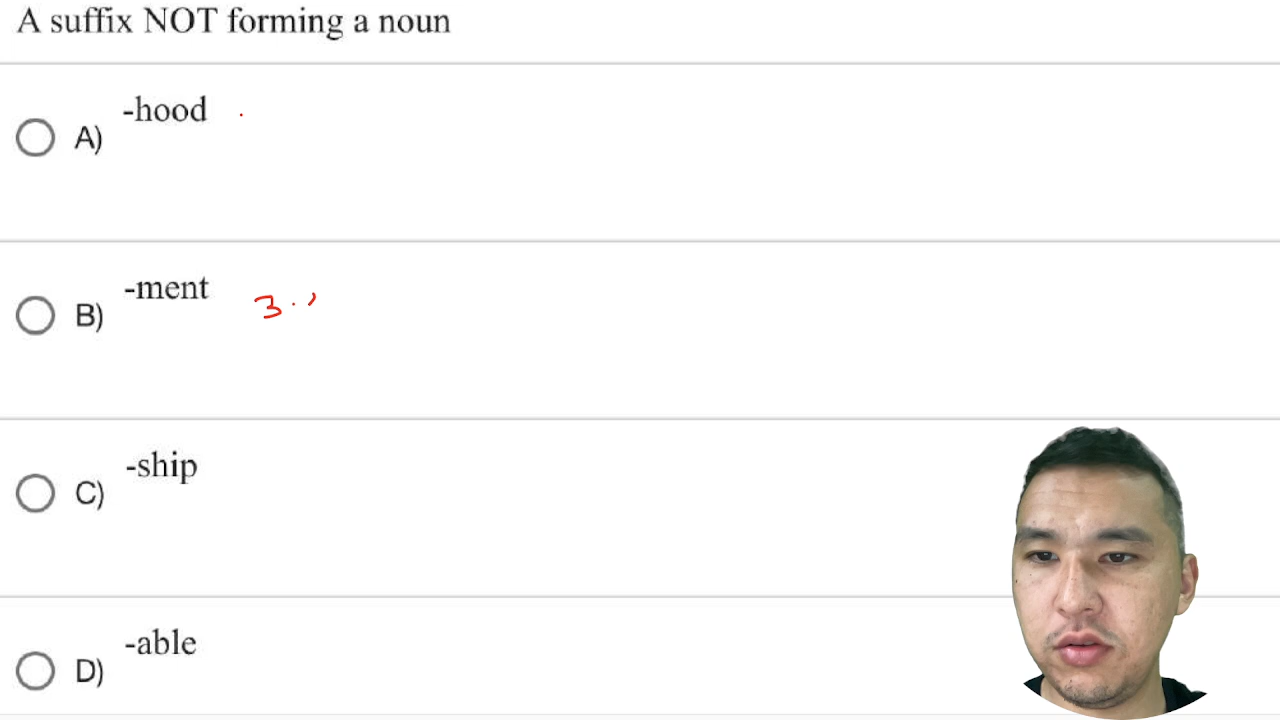 A suffix NOT forming a noun
-hood
A)
-ment
B)
-ship
C)
-able
D)